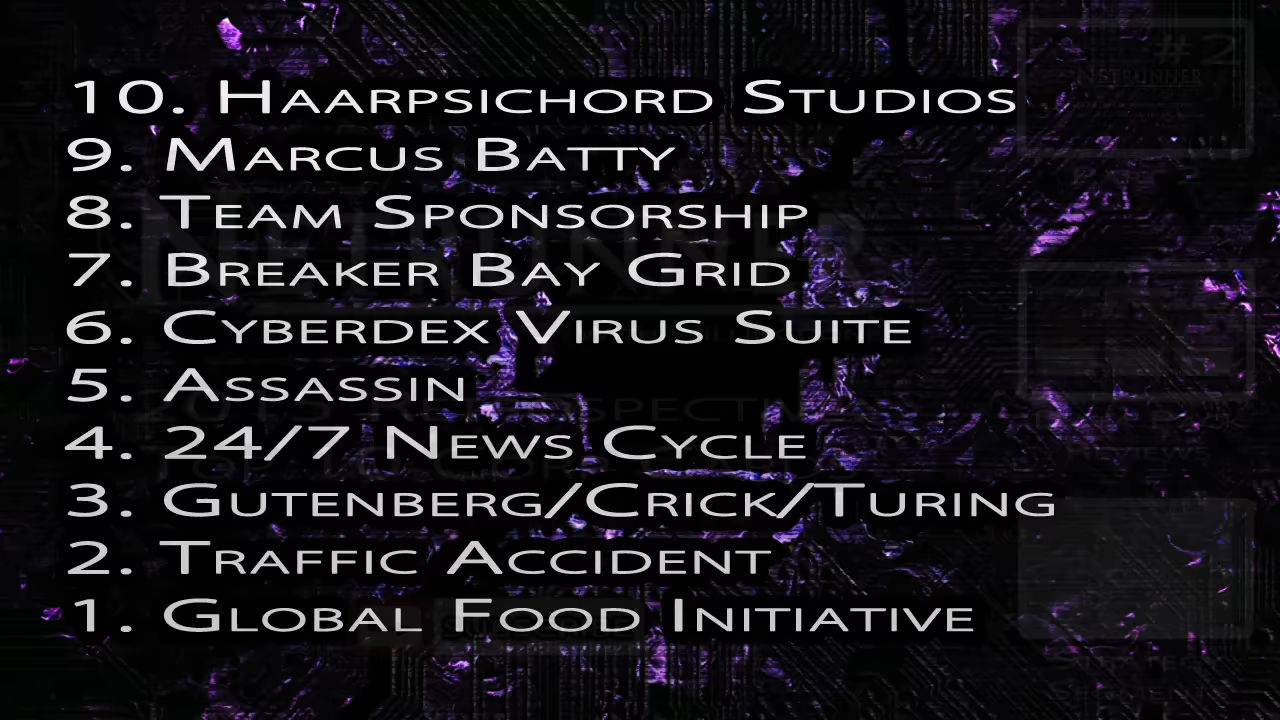 10. Haarpsichord Studios
9. Marcus Batty
8. Team Sponsorship
7. Breaker Bay Grid
6. Cyberdex Virus Suite
5. Assassin
4. 24/7 News Cycle
3. Gutenberg/Crick/Turing
2. Traffic Accident
1. Global Food Initiative
#2